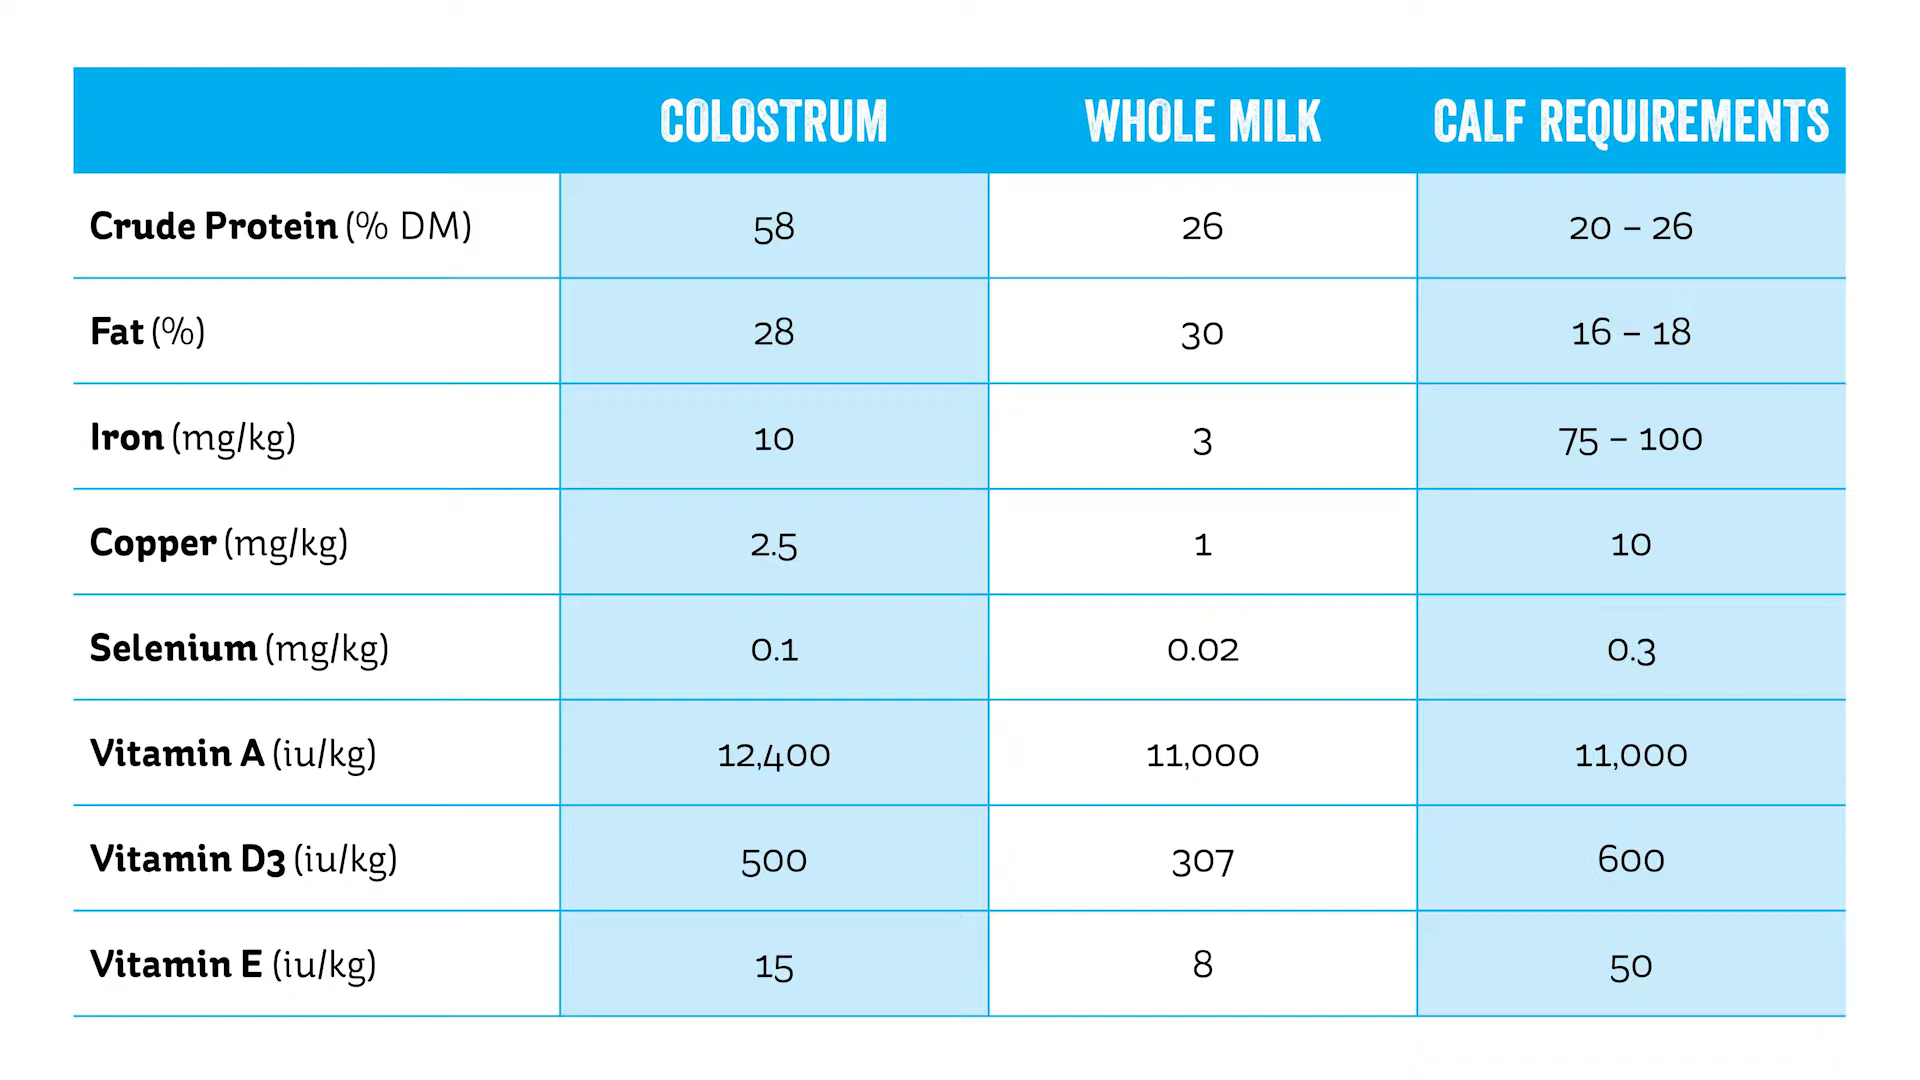 COLOSTRUM WHOLE MILK CALF REQUIREMENTS
Crude Protein (% DM) 58 26 20 – 26
Fat (%) 28 30 16 – 18
Iron (mg/kg) 10 3 75 – 100
Copper (mg/kg) 2.5 1 10
Selenium (mg/kg) 0.1 0.02 0.3
Vitamin A (iu/kg) 12,400 11,000 11,000
Vitamin D3 (iu/kg) 500 307 600
Vitamin E (iu/kg) 15 8 50